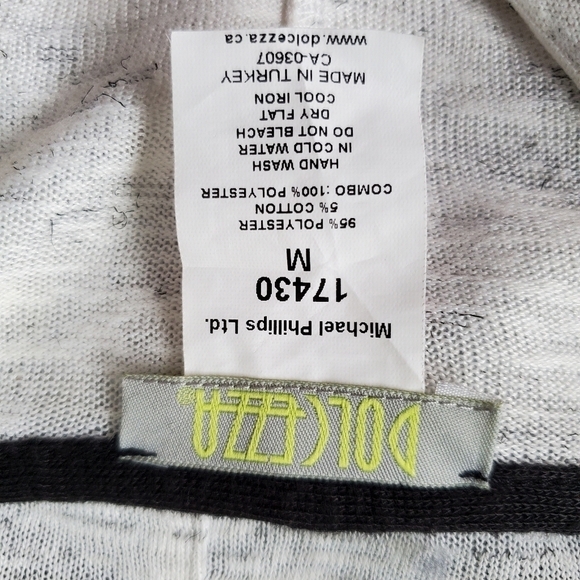 DOLCEZZA
Michael Phillips Ltd.
17430
M
95% POLYESTER
5% COTTON
COMBO :100% POLYESTER
HAND WASH
IN COLD WATER
DO NOT BLEACH
DRY FLAT
COOL IRON
MADE IN TURKEY
CA-03607
www.dolcezza.ca